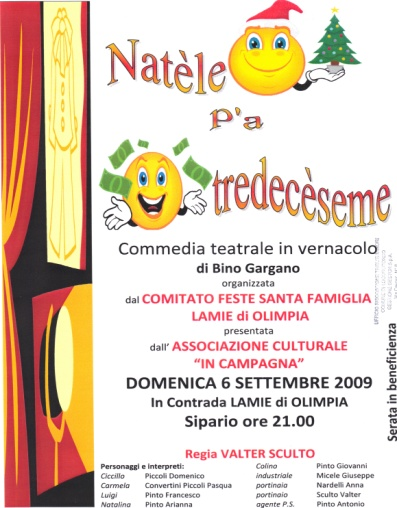 Natèle
P'a
tredecèseme
Commedia teatrale in vernacolo
di Bino Gargano
organizzata
dal COMITATO FESTE SANTA FAMIGLIA
LAMIE di OLIMPIA
presentata
dall' ASSOCIAZIONE CULTURALE
"IN CAMPAGNA"
DOMENICA 6 SETTEMBRE 2009
In Contrada LAMIE di OLIMPIA
Sipario ore 21.00
Serata in beneficienza
Regia VALTER SCULTO
Personaggi e interpreti:
Ciccillo Piccoli Domenico
Carmela Convertini Piccoli Pasqua
Luigi Pinto Francesco
Natalina Pinto Arianna
Colino Pinto Giovanni
industriale Micele Giuseppe
portinaia Nardelli Anna
portinaio Sculto Valter
agente P.S. Pinto Antonio